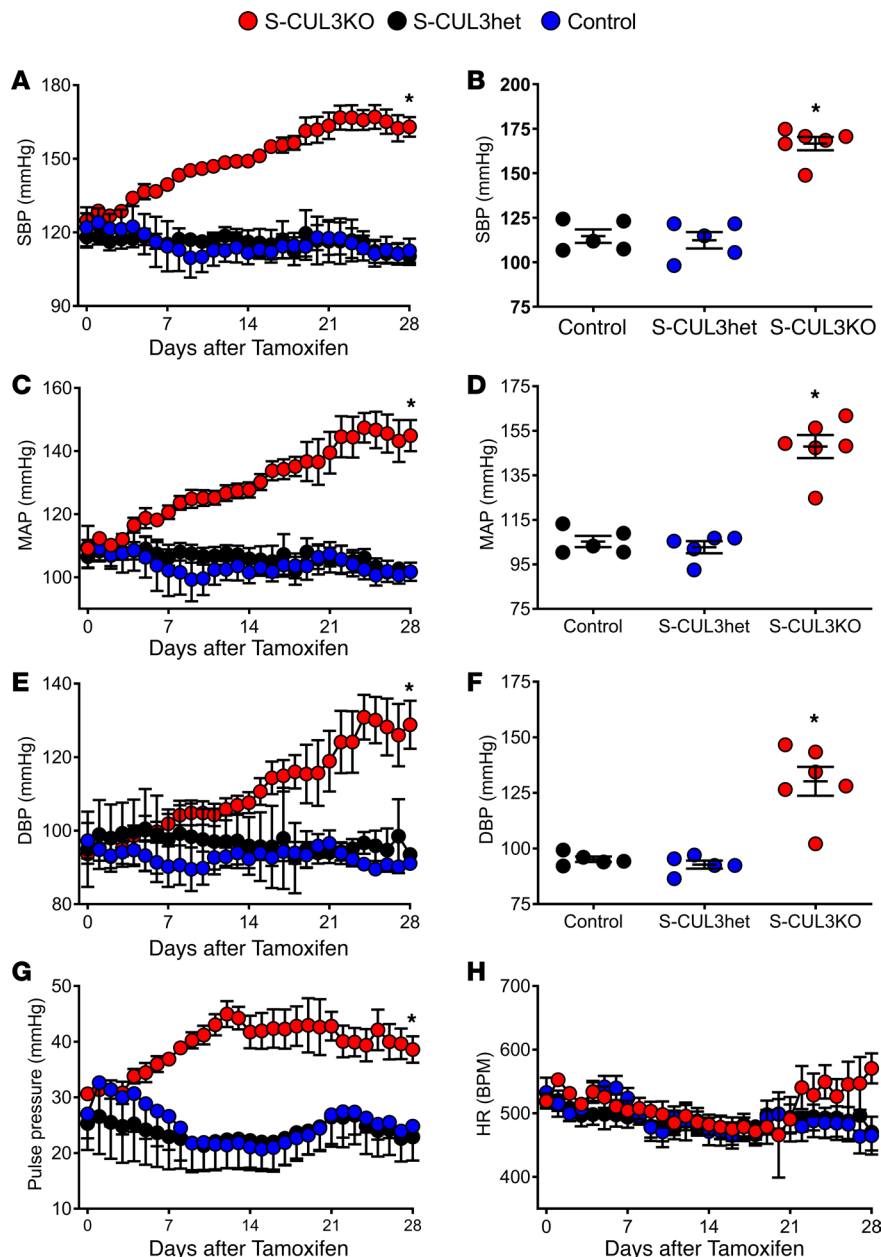 S-CUL3KO S-CUL3het Control
A
SBP (mmHg)
180
150
120
90
0 7 14 21 28
Days after Tamoxifen
*
B
SBP (mmHg)
200
175
150
125
100
75
Control S-CUL3het S-CUL3KO
*
C
MAP (mmHg)
160
140
120
100
0 7 14 21 28
Days after Tamoxifen
*
D
MAP (mmHg)
175
155
135
115
95
75
Control S-CUL3het S-CUL3KO
*
E
DBP (mmHg)
140
120
100
80
0 7 14 21 28
Days after Tamoxifen
*
F
DBP (mmHg)
175
150
125
100
75
Control S-CUL3het S-CUL3KO
*
G
Pulse pressure (mmHg)
50
40
30
20
10
0 7 14 21 28
Days after Tamoxifen
*
H
HR (BPM)
700
600
500
400
0 7 14 21 28
Days after Tamoxifen